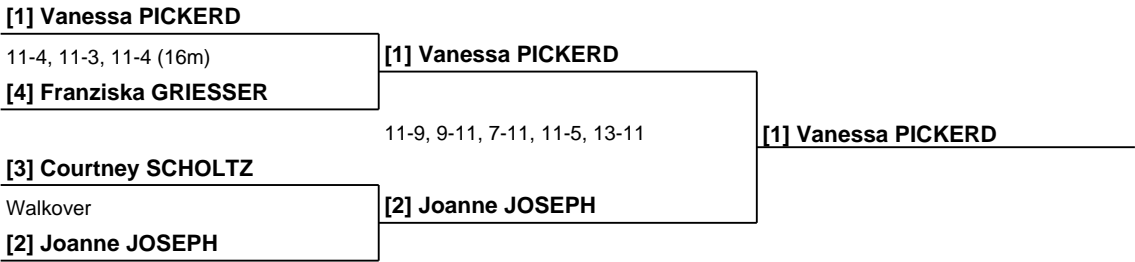 [1] Vanessa PICKERD
11-4, 11-3, 11-4 (16m)
[1] Vanessa PICKERD
[4] Franziska GRIESSER
11-9, 9-11, 7-11, 11-5, 13-11
[1] Vanessa PICKERD
[3] Courtney SCHOLTZ
Walkover
[2] Joanne JOSEPH
[2] Joanne JOSEPH